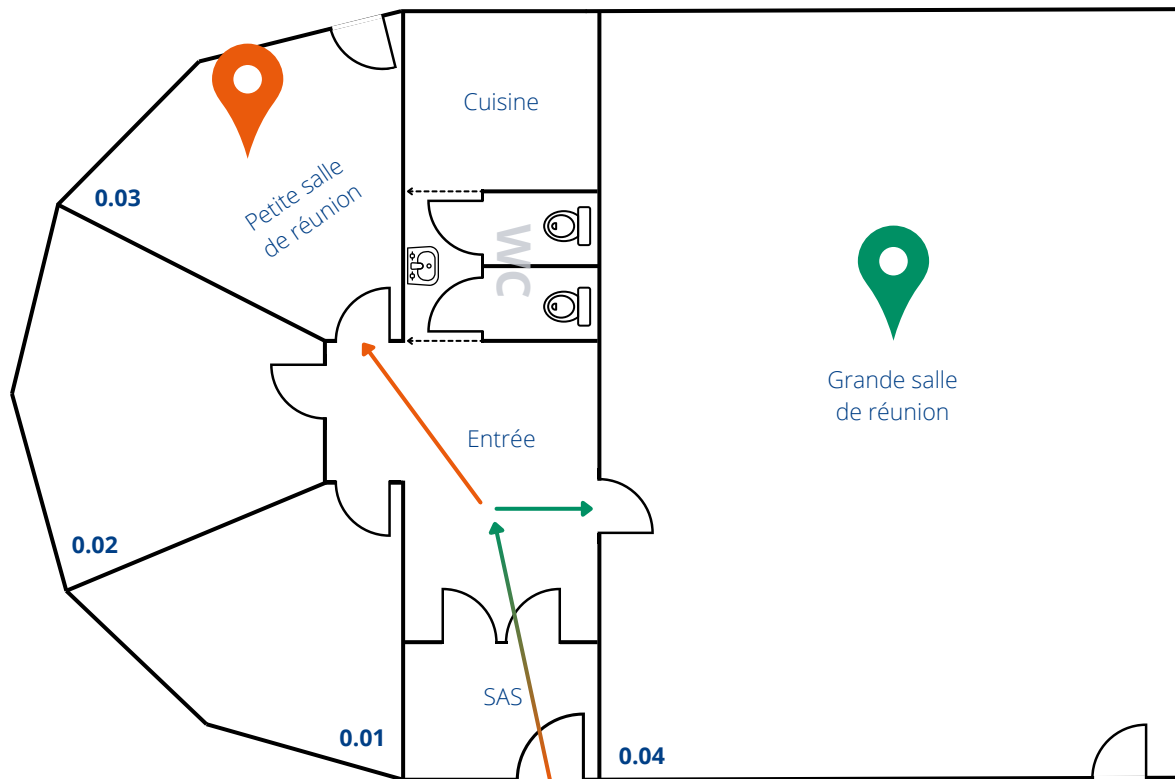 Cuisine
0.03
Petite salle
de réunion
WC
Grande salle
de réunion
Entrée
0.02
SAS
0.01
0.04